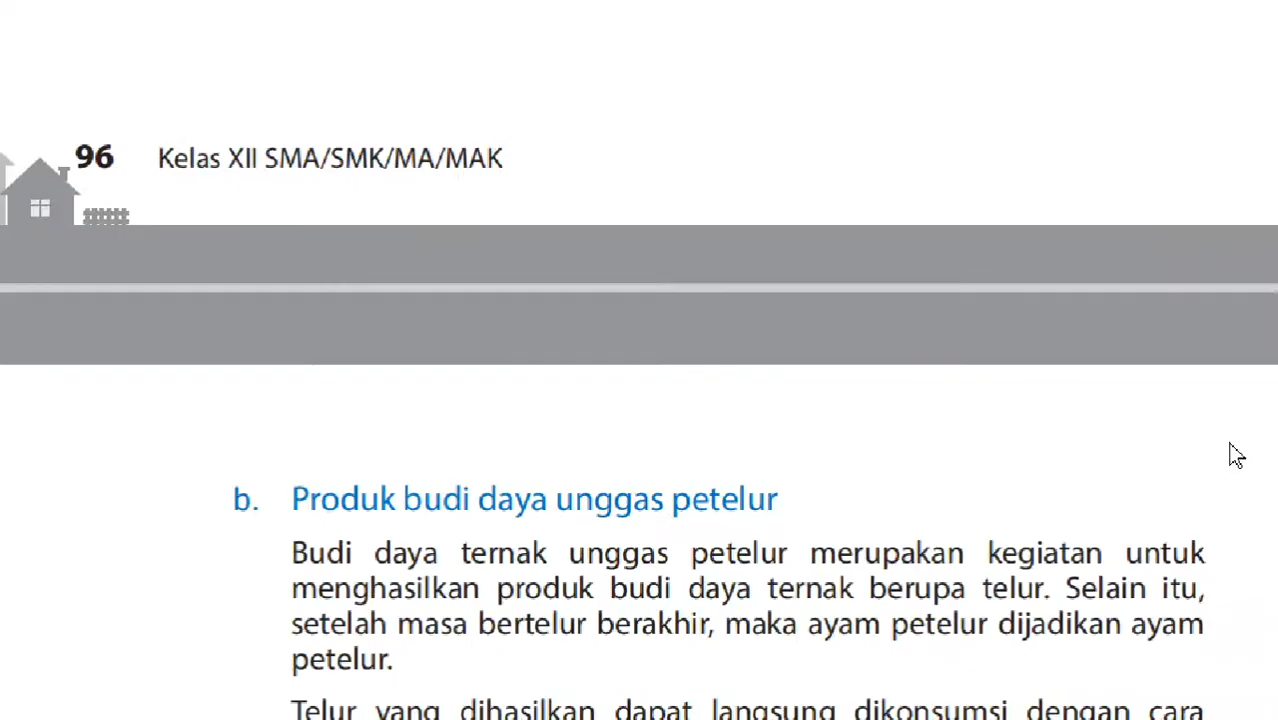 96 Kelas XII SMA/SMK/MA/MAK
b. Produk budi daya unggas petelur
Budi daya ternak unggas petelur merupakan kegiatan untuk
menghasilkan produk budi daya ternak berupa telur. Selain itu,
setelah masa bertelur berakhir, maka ayam petelur dijadikan ayam
petelur.
Telur yang dihasilkan dapat langsung dikonsumsi dengan cara